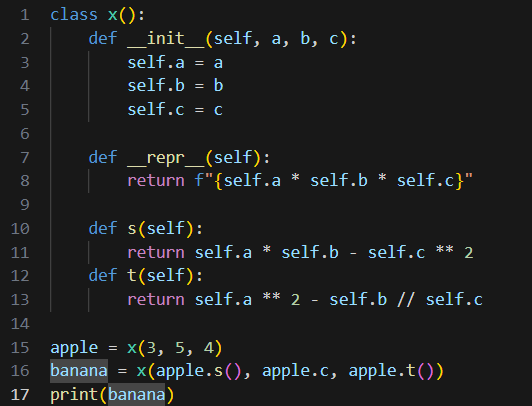 1 class x():
2     def __init__(self, a, b, c):
3         self.a = a
4         self.b = b
5         self.c = c
6
7     def __repr__(self):
8         return f"{self.a * self.b * self.c}"
9
10     def s(self):
11         return self.a * self.b - self.c ** 2
12     def t(self):
13         return self.a ** 2 - self.b // self.c
14
15 apple = x(3, 5, 4)
16 banana = x(apple.s(), apple.c, apple.t())
17 print(banana)